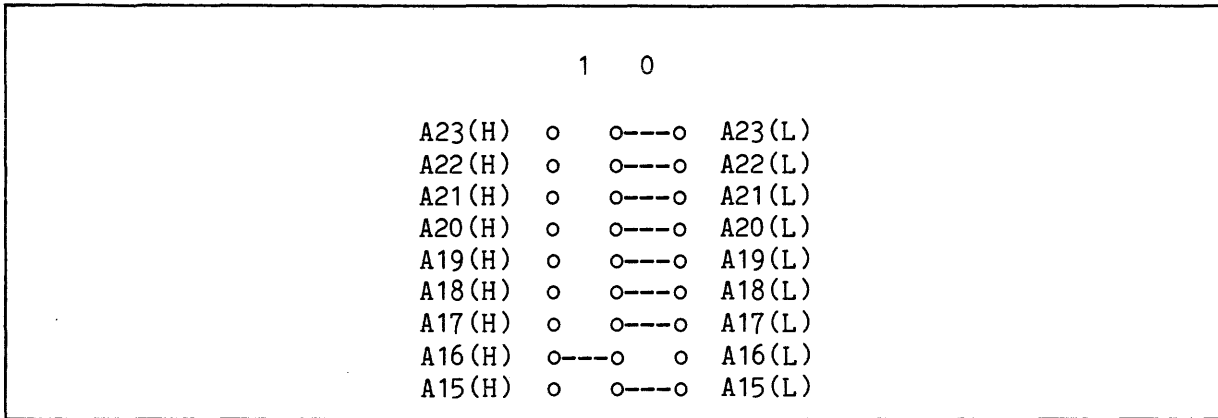 1 0
A23(H) o o---o A23(L)
A22(H) o o---o A22(L)
A21(H) o o---o A21(L)
A20(H) o o---o A20(L)
A19(H) o o---o A19(L)
A18(H) o o---o A18(L)
A17(H) o o---o A17(L)
A16(H) o---o o A16(L)
A15(H) o o---o A15(L)